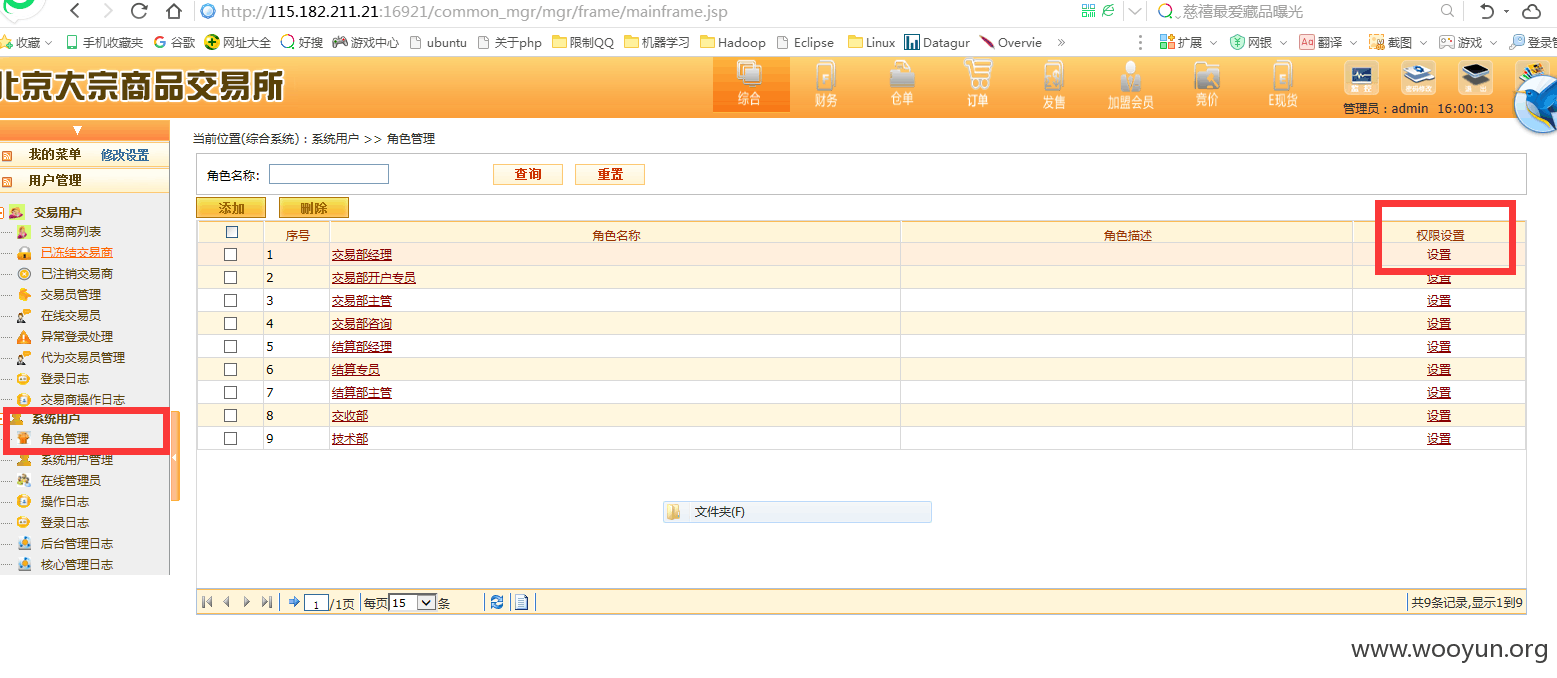 http://115.182.211.21:16921/common_mgr/mgr/frame/mainframe.jsp 慈禧最爱藏品曝光
收藏 手机收藏夹 谷歌 网址大全 好搜 游戏中心 ubuntu 关于php 限制QQ 机器学习 Hadoop Eclipse Linux Datagur Overvie » 扩展 网银 翻译 截图 游戏 登录管
北京大宗商品交易所
综合 财务 仓单 订单 发售 加盟会员 竞价 E现货
管理员：admin 16:00:13
我的菜单 修改设置
用户管理
交易用户
交易商列表
已冻结交易商
已注销交易商
交易员管理
在线交易员
异常登录处理
代为交易员管理
登录日志
交易商操作日志
系统用户
角色管理
系统用户管理
在线管理员
操作日志
登录日志
后台管理日志
核心管理日志
当前位置(综合系统)：系统用户 >> 角色管理
角色名称: 查询 重置
添加 删除
序号 角色名称 角色描述 权限设置
1 交易部经理 设置
2 交易部开户专员 设置
3 交易部主管 设置
4 交易部咨询 设置
5 结算部经理 设置
6 结算专员 设置
7 结算部主管 设置
8 交收部 设置
9 技术部 设置
文件夹(F)
1 /1页 每页 15 条 共9条记录,显示1到9
www.wooyun.org